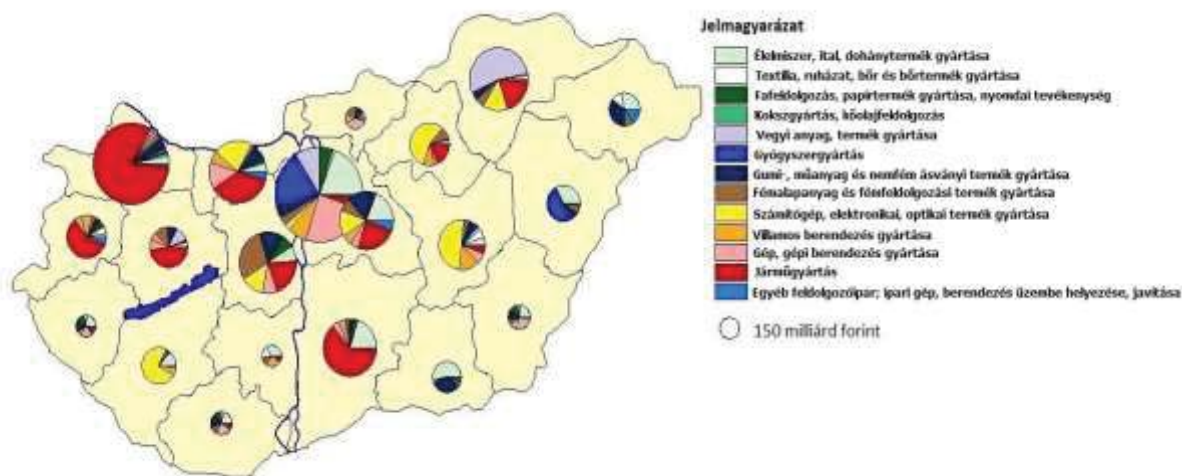 Jelmagyarázat
Élelmiszer, ital, dohánytermék gyártása
Textília, ruházat, bőr és bőrtermék gyártása
Fafeldolgozás, papírtermék gyártása, nyomdai tevékenység
Kokszgyártás, kőolajfeldolgozás
Vegyi anyag, termék gyártása
Gyógyszergyártás
Gumi-, műanyag és nemfém ásványi termék gyártása
Fémalapanyag és fémfeldolgozási termék gyártása
Számítógép, elektronikai, optikai termék gyártása
Villamos berendezés gyártása
Gép, gépi berendezés gyártása
Járműgyártás
Egyéb feldolgozóipar; ipari gép, berendezés üzembe helyezése, javítása
150 milliárd forint